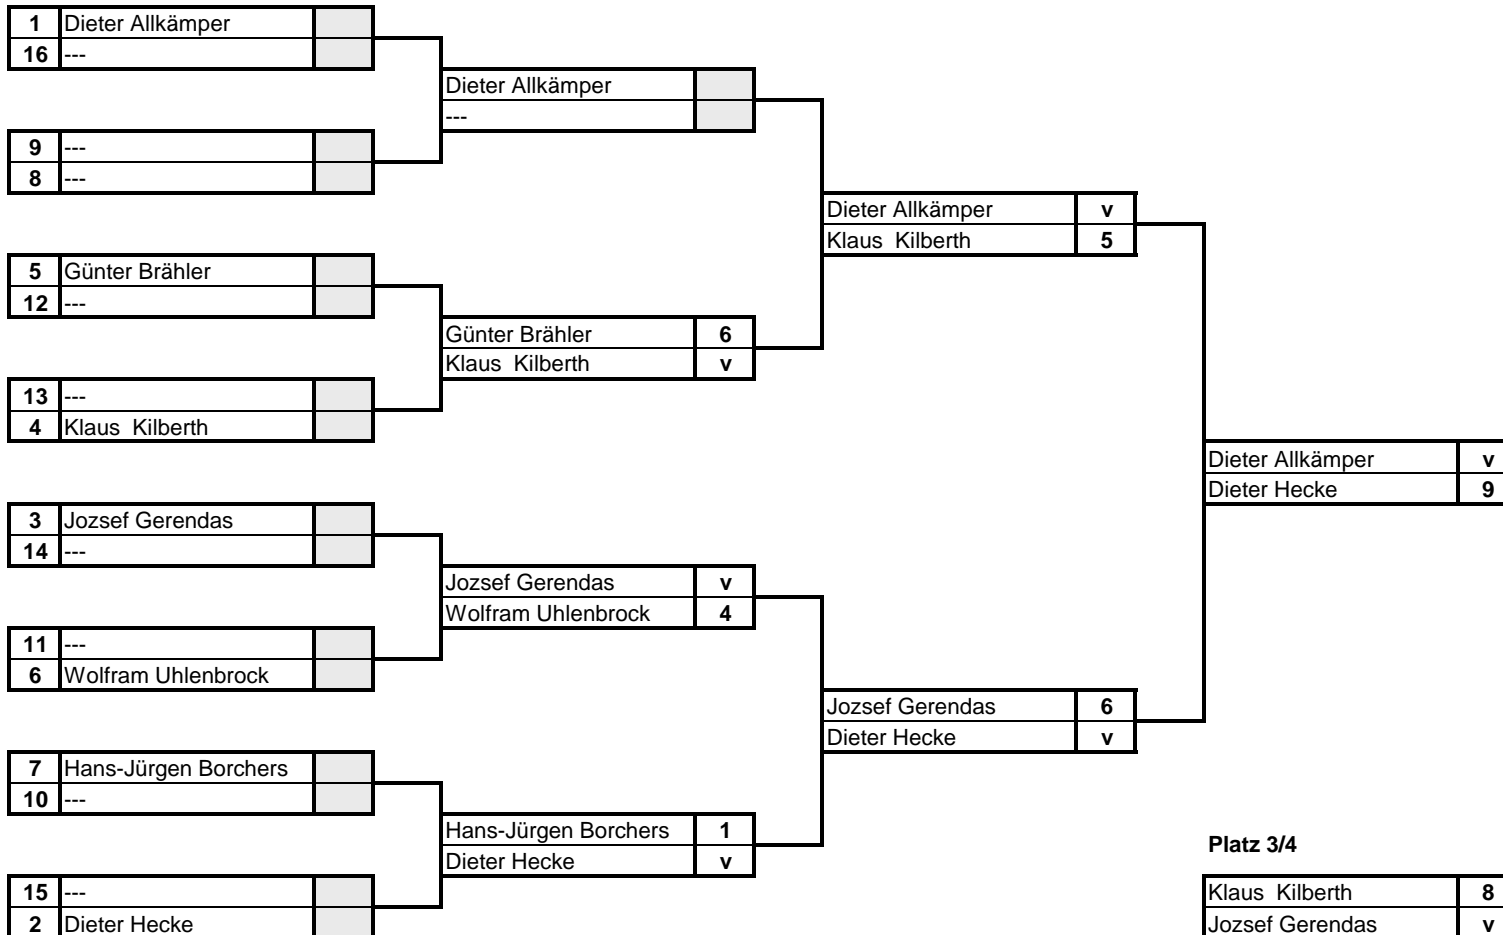 1 Dieter Allkämper
16 ---
9 ---
8 ---
5 Günter Brähler
12 ---
13 ---
4 Klaus Kilberth
3 Jozsef Gerendas
14 ---
11 ---
6 Wolfram Uhlenbrock
7 Hans-Jürgen Borchers
10 ---
15 ---
2 Dieter Hecke
Dieter Allkämper
---
Günter Brähler 6
Klaus Kilberth v
Jozsef Gerendas v
Wolfram Uhlenbrock 4
Hans-Jürgen Borchers 1
Dieter Hecke v
Dieter Allkämper v
Klaus Kilberth 5
Jozsef Gerendas 6
Dieter Hecke v
Dieter Allkämper v
Dieter Hecke 9
Platz 3/4
Klaus Kilberth 8
Jozsef Gerendas v